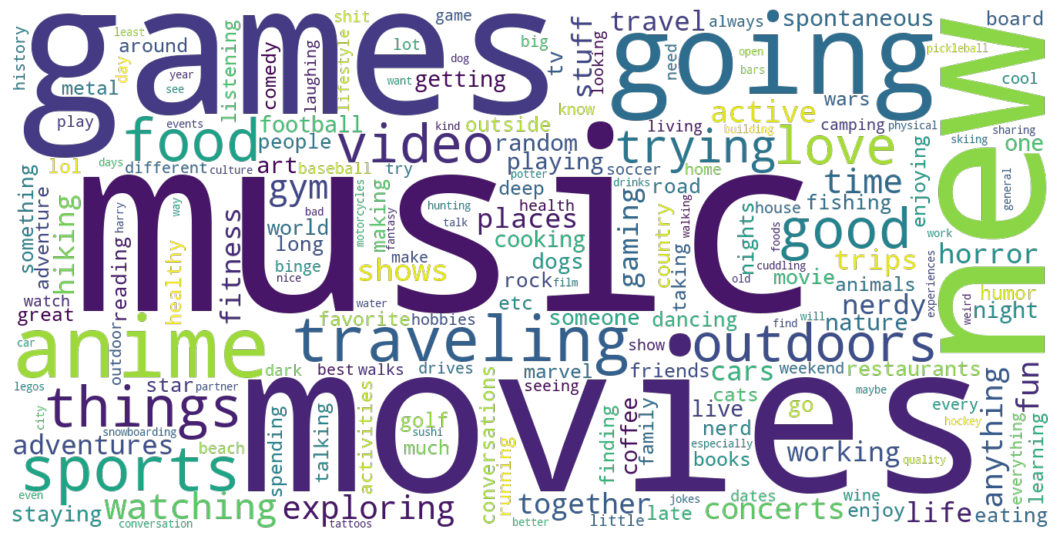 games
music
movies
going
new
food
video
trying
love
good
time
anime
traveling
outdoors
things
sports
watching
exploring
adventures
together
concerts
working
life
anything
fun
horror
night
nerdy
trips
active
travel
spontaneous
board
always
pickleball
cool
one
history
around
least
day
metal
year
see
play
listening
comedy
laughing
lifestyle
shit
lot
want
game
dog
getting
big
tv
stuff
know
looking
need
open
bars
wars
camping
physical
skiing
sharing
general
enjoying
events
lol
days
different
culture
football
people
art
baseball
kind
try
outside
random
playing
soccer
living
building
home
potter
drinks
road
deep
health
hunting
talk
places
cooking
dogs
rock
film
etc
gaming
country
taking
walking
house
nights
foods
cuddling
old
movie
fishing
animals
work
experiences
weird
humor
something
adventure
hiking
reading
outdoor
way
healthy
fitness
gym
world
bad
long
binge
nice
harry
motorcycles
fantasy
making
make
shows
water
watch
great
favorite
hobbies
someone
dancing
find
will
nature
car
legos
city
star
partner
dark
best
walks
drives
marvel
show
seeing
friends
cars
cats
weekend
restaurants
maybe
every
hockey
go
live
nerd
especially
books
coffee
family
finding
golf
sushi
much
activities
conversations
running
talking
spending
beach
snowboarding
staying
even
conversation
tattoos
better
little
late
jokes
dates
wine
enjoy
quality
eating
everything
learning